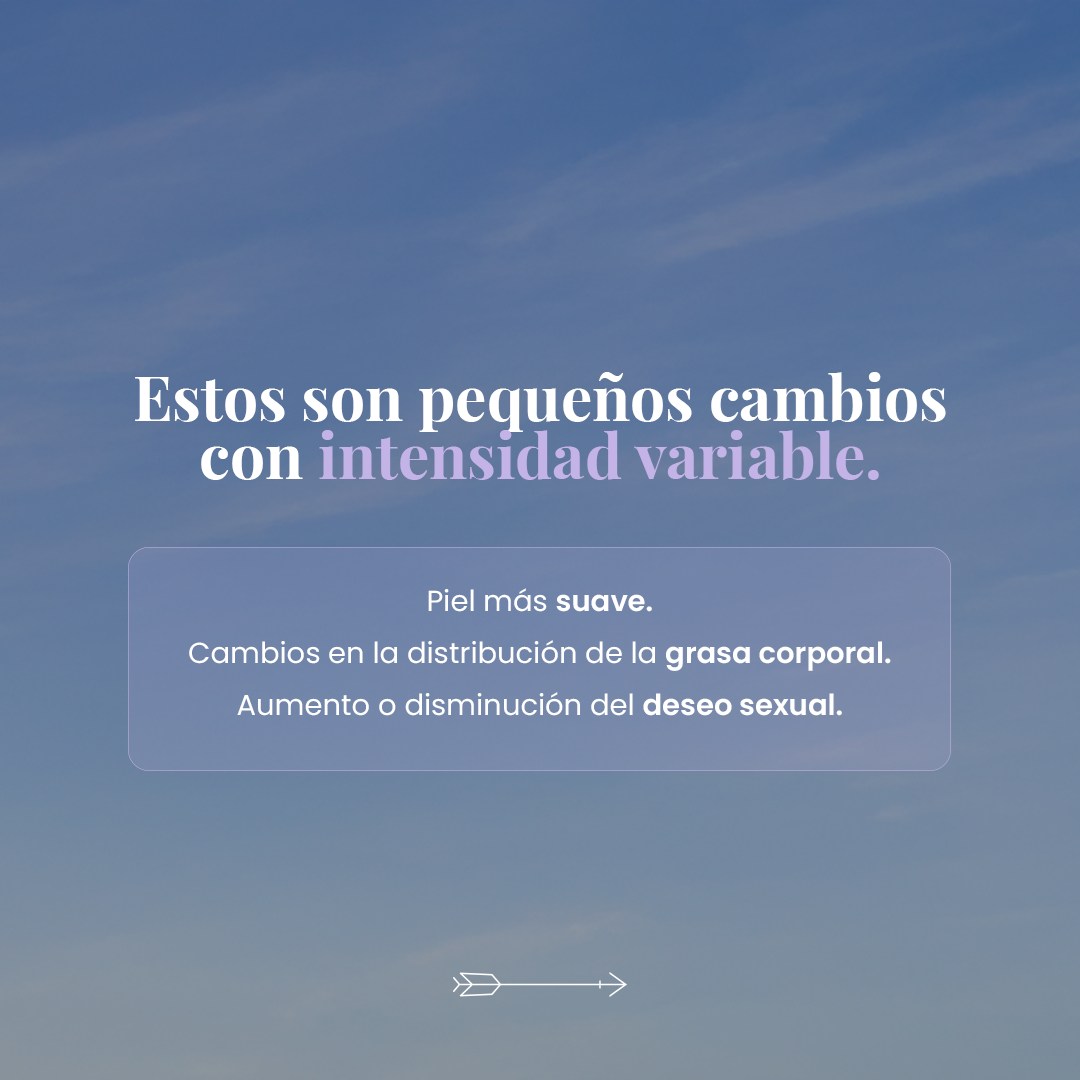 Estos son pequeños cambios
con intensidad variable.
Piel más suave.
Cambios en la distribución de la grasa corporal.
Aumento o disminución del deseo sexual.